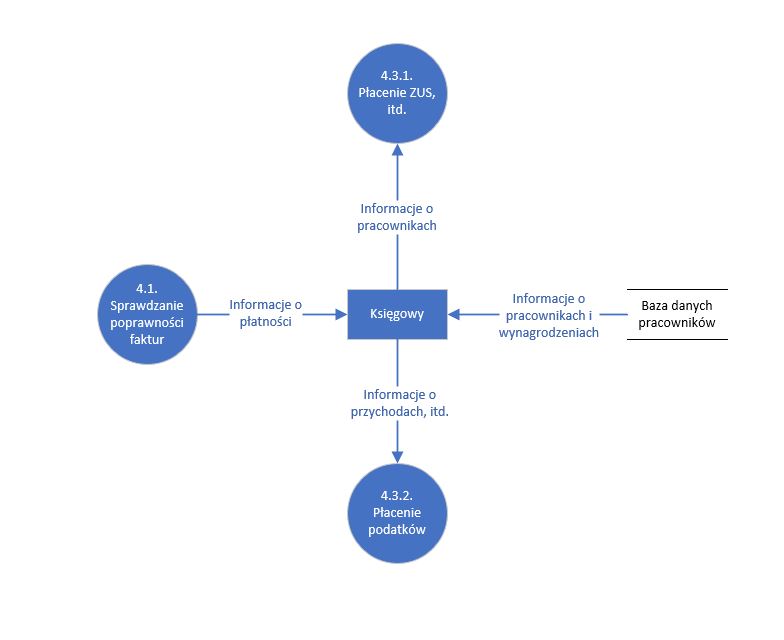 4.3.1.
Płacenie ZUS,
itd.
Informacje o
pracownikach
4.1.
Sprawdzanie
poprawności
faktur
Informacje o
płatności
Księgowy
Informacje o
pracownikach i
wynagrodzeniach
Baza danych
pracowników
Informacje o
przychodach, itd.
4.3.2.
Płacenie
podatków